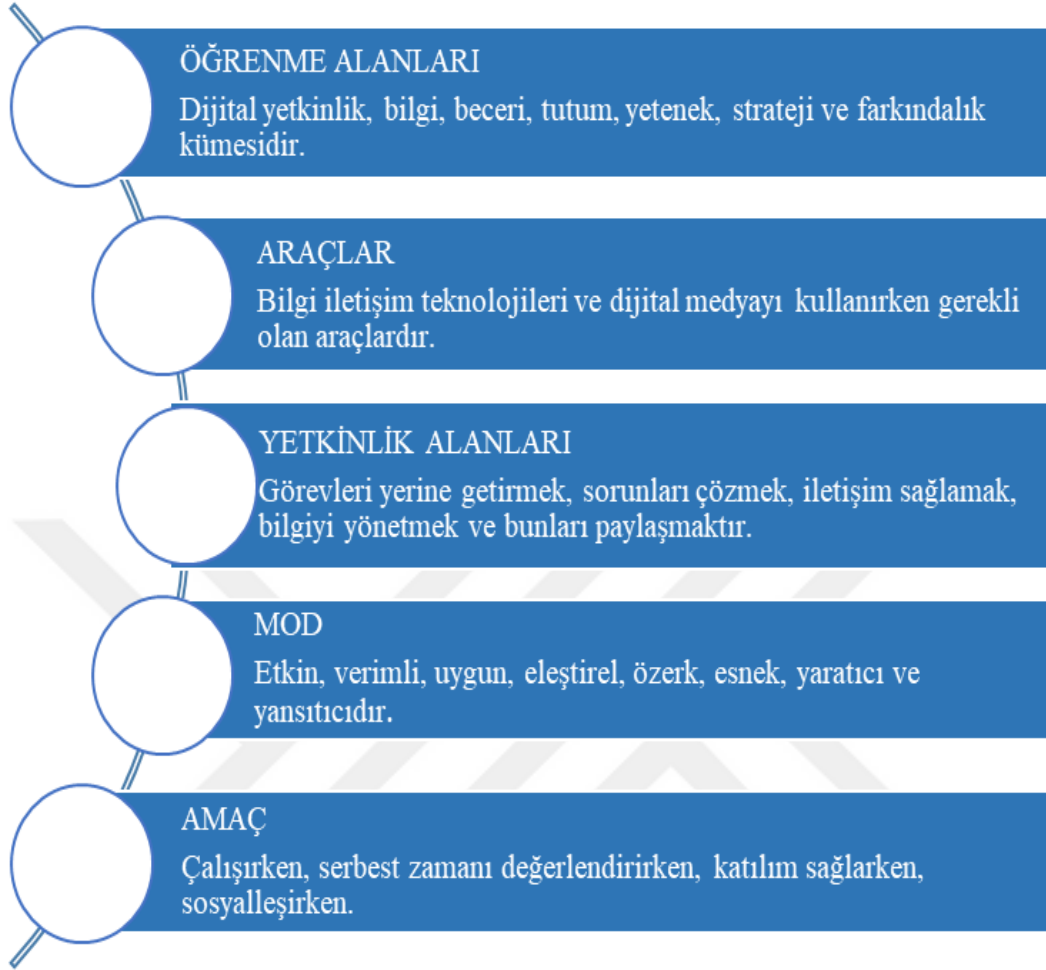 ÖĞRENME ALANLARI
Dijital yetkinlik, bilgi, beceri, tutum, yetenek, strateji ve farkındalık
kümesidir.
ARAÇLAR
Bilgi iletişim teknolojileri ve dijital medyayı kullanırken gerekli
olan araçlardır.
YETKİNLİK ALANLARI
Görevleri yerine getirmek, sorunları çözmek, iletişim sağlamak,
bilgiyi yönetmek ve bunları paylaşmaktır.
MOD
Etkin, verimli, uygun, eleştirel, özerk, esnek, yaratıcı ve
yansıtıcıdır.
AMAÇ
Çalışırken, serbest zamanı değerlendirirken, katılım sağlarken,
sosyalleşirken.